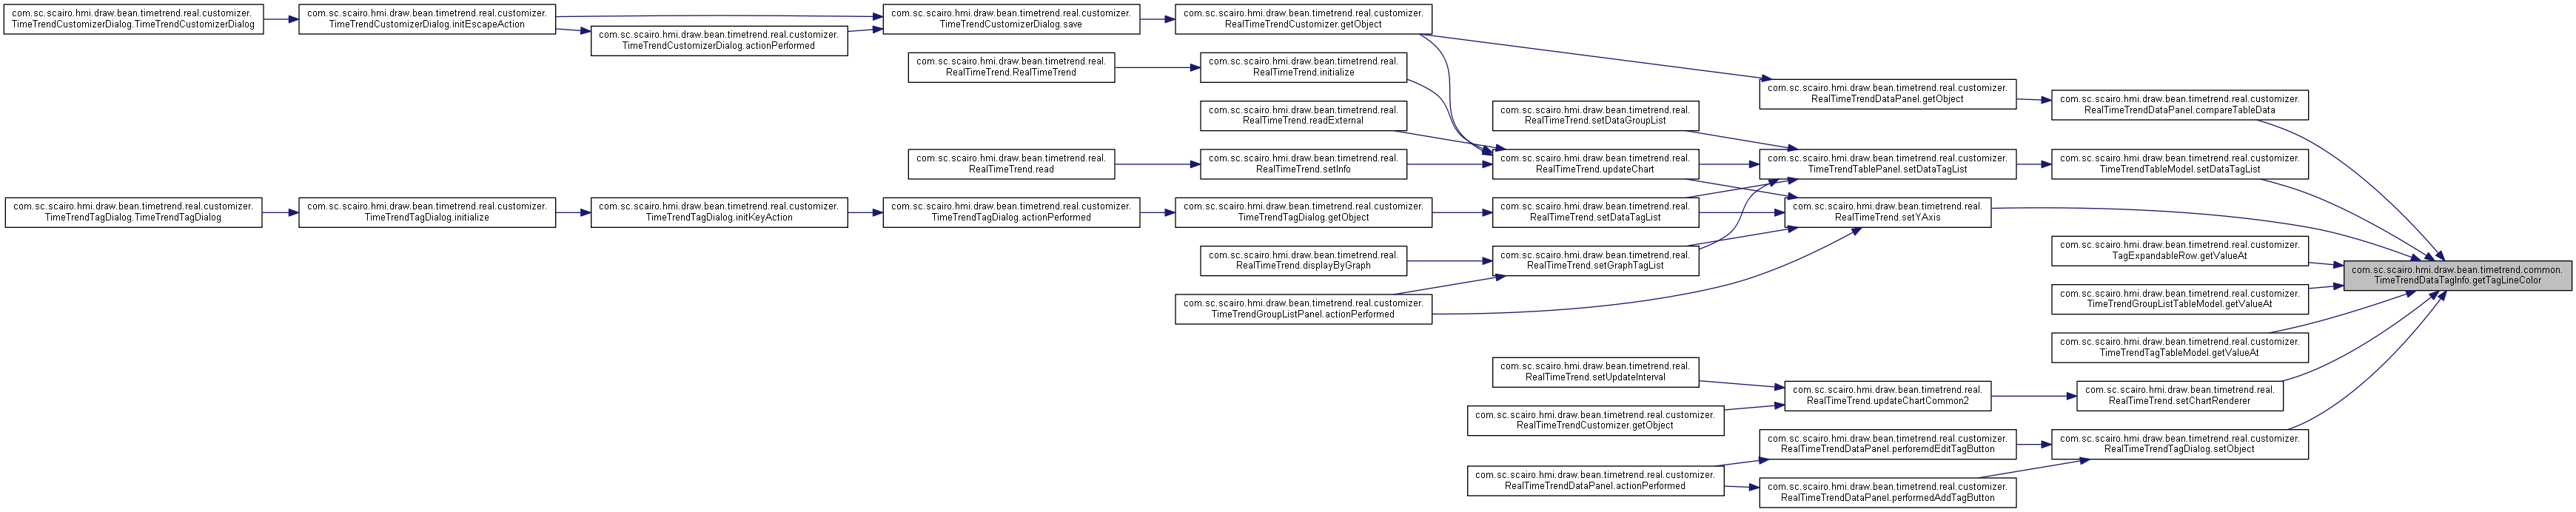 com.sc.scairo.hmi.draw.bean.timetrend.real.customizer.
TimeTrendCustomizerDialog.TimeTrendCustomizerDialog
com.sc.scairo.hmi.draw.bean.timetrend.real.customizer.
TimeTrendCustomizerDialog.initEscapeAction
com.sc.scairo.hmi.draw.bean.timetrend.real.customizer.
TimeTrendCustomizerDialog.actionPerformed
com.sc.scairo.hmi.draw.bean.timetrend.real.customizer.
TimeTrendCustomizerDialog.save
com.sc.scairo.hmi.draw.bean.timetrend.real.customizer.
RealTimeTrendCustomizer.getObject
com.sc.scairo.hmi.draw.bean.timetrend.real.
RealTimeTrend.RealTimeTrend
com.sc.scairo.hmi.draw.bean.timetrend.real.
RealTimeTrend.initialize
com.sc.scairo.hmi.draw.bean.timetrend.real.customizer.
RealTimeTrendDataPanel.getObject
com.sc.scairo.hmi.draw.bean.timetrend.real.customizer.
RealTimeTrendDataPanel.compareTableData
com.sc.scairo.hmi.draw.bean.timetrend.real.
RealTimeTrend.readExternal
com.sc.scairo.hmi.draw.bean.timetrend.real.
RealTimeTrend.setDataGroupList
com.sc.scairo.hmi.draw.bean.timetrend.real.
RealTimeTrend.read
com.sc.scairo.hmi.draw.bean.timetrend.real.
RealTimeTrend.setInfo
com.sc.scairo.hmi.draw.bean.timetrend.real.
RealTimeTrend.updateChart
com.sc.scairo.hmi.draw.bean.timetrend.real.customizer.
TimeTrendTablePanel.setDataTagList
com.sc.scairo.hmi.draw.bean.timetrend.real.customizer.
TimeTrendTableModel.setDataTagList
com.sc.scairo.hmi.draw.bean.timetrend.real.customizer.
TimeTrendTagDialog.TimeTrendTagDialog
com.sc.scairo.hmi.draw.bean.timetrend.real.customizer.
TimeTrendTagDialog.initialize
com.sc.scairo.hmi.draw.bean.timetrend.real.customizer.
TimeTrendTagDialog.initKeyAction
com.sc.scairo.hmi.draw.bean.timetrend.real.customizer.
TimeTrendTagDialog.actionPerformed
com.sc.scairo.hmi.draw.bean.timetrend.real.customizer.
TimeTrendTagDialog.getObject
com.sc.scairo.hmi.draw.bean.timetrend.real.
RealTimeTrend.setDataTagList
com.sc.scairo.hmi.draw.bean.timetrend.real.
RealTimeTrend.setYAxis
com.sc.scairo.hmi.draw.bean.timetrend.real.
RealTimeTrend.displayByGraph
com.sc.scairo.hmi.draw.bean.timetrend.real.
RealTimeTrend.setGraphTagList
com.sc.scairo.hmi.draw.bean.timetrend.real.customizer.
TagExpandableRow.getValueAt
com.sc.scairo.hmi.draw.bean.timetrend.common.
TimeTrendDataTagInfo.getTagLineColor
com.sc.scairo.hmi.draw.bean.timetrend.real.customizer.
TimeTrendGroupListPanel.actionPerformed
com.sc.scairo.hmi.draw.bean.timetrend.real.customizer.
TimeTrendGroupListTableModel.getValueAt
com.sc.scairo.hmi.draw.bean.timetrend.real.customizer.
TimeTrendTagTableModel.getValueAt
com.sc.scairo.hmi.draw.bean.timetrend.real.
RealTimeTrend.setUpdateInterval
com.sc.scairo.hmi.draw.bean.timetrend.real.
RealTimeTrend.updateChartCommon2
com.sc.scairo.hmi.draw.bean.timetrend.real.
RealTimeTrend.setChartRenderer
com.sc.scairo.hmi.draw.bean.timetrend.real.customizer.
RealTimeTrendCustomizer.getObject
com.sc.scairo.hmi.draw.bean.timetrend.real.customizer.
RealTimeTrendDataPanel.perforemdEditTagButton
com.sc.scairo.hmi.draw.bean.timetrend.real.customizer.
RealTimeTrendTagDialog.setObject
com.sc.scairo.hmi.draw.bean.timetrend.real.customizer.
RealTimeTrendDataPanel.actionPerformed
com.sc.scairo.hmi.draw.bean.timetrend.real.customizer.
RealTimeTrendDataPanel.performedAddTagButton